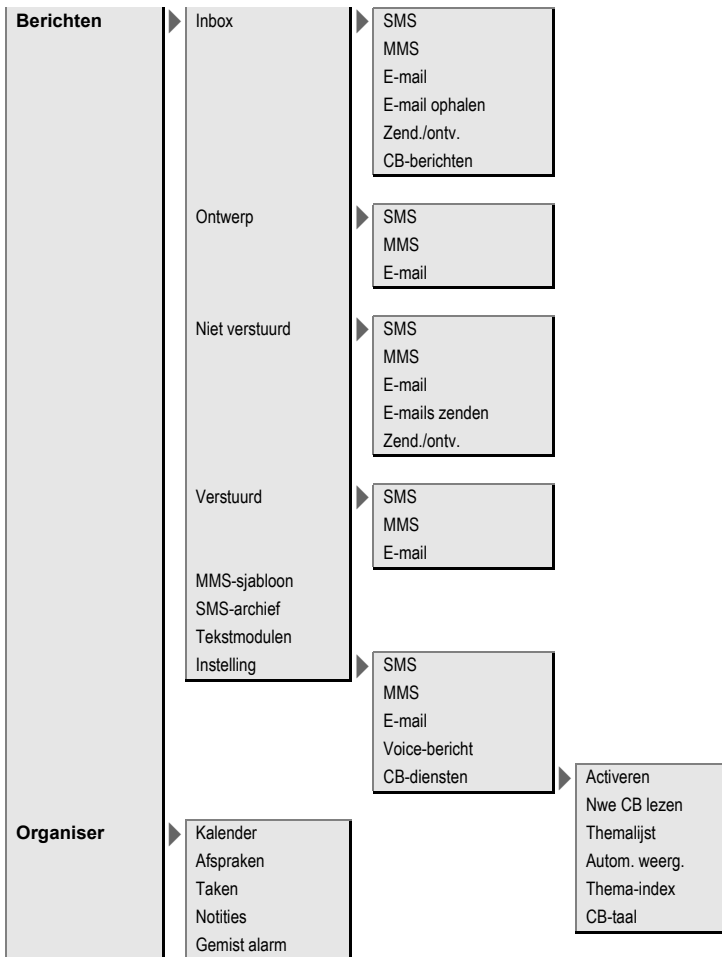 Berichten
Inbox
SMS
MMS
E-mail
E-mail ophalen
Zend./ontv.
CB-berichten
Ontwerp
SMS
MMS
E-mail
Niet verstuurd
SMS
MMS
E-mail
E-mails zenden
Zend./ontv.
Verstuurd
SMS
MMS
E-mail
MMS-sjabloon
SMS-archief
Tekstmodulen
Instelling
SMS
MMS
E-mail
Voice-bericht
CB-diensten
Activeren
Nwe CB lezen
Themalijst
Autom. weerg.
Thema-index
CB-taal
Organiser
Kalender
Afspraken
Taken
Notities
Gemist alarm